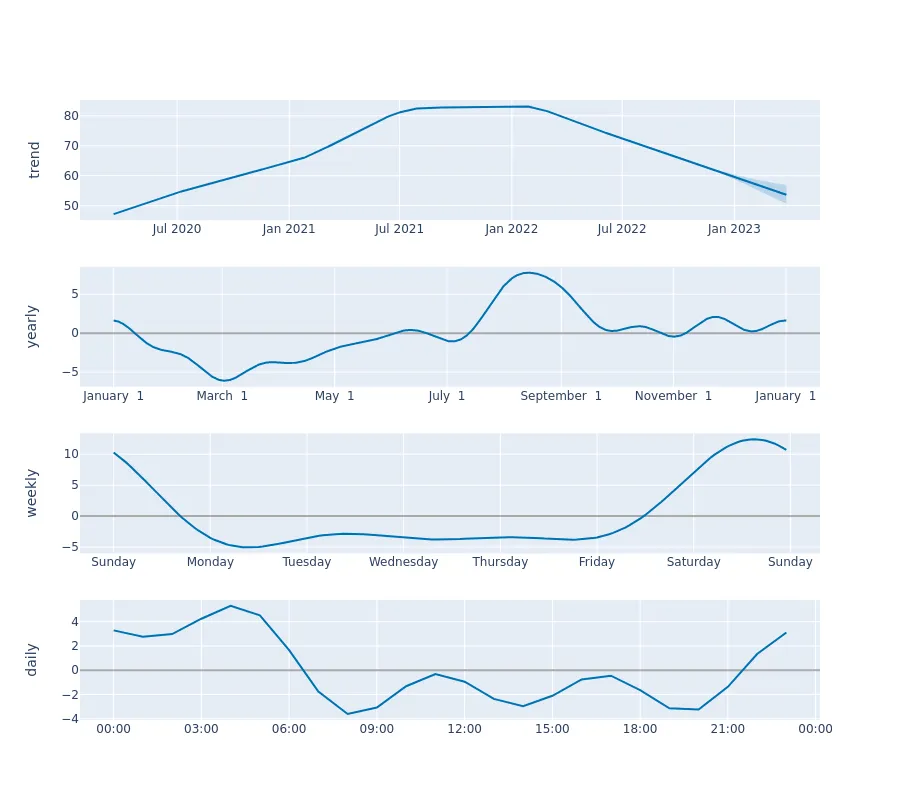 trend
80
70
60
50
Jul 2020 Jan 2021 Jul 2021 Jan 2022 Jul 2022 Jan 2023
yearly
5
0
−5
January 1 March 1 May 1 July 1 September 1 November 1 January 1
weekly
10
5
0
−5
Sunday Monday Tuesday Wednesday Thursday Friday Saturday Sunday
daily
4
2
0
−2
−4
00:00 03:00 06:00 09:00 12:00 15:00 18:00 21:00 00:00